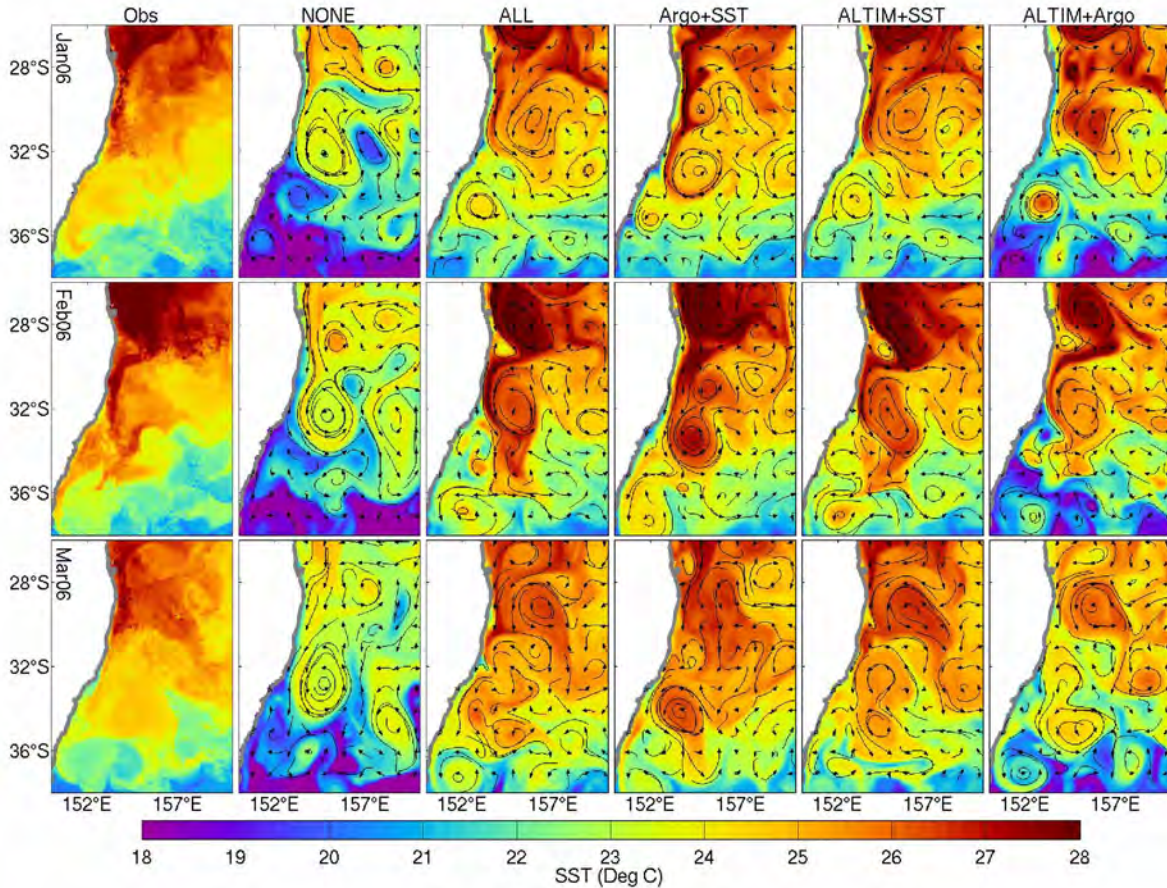 Obs NONE ALL Argo+SST ALTIM+SST ALTIM+Argo
Jan06
28°S
32°S
36°S
Feb06
28°S
32°S
36°S
Mar06
28°S
32°S
36°S
152°E 157°E 152°E 157°E 152°E 157°E 152°E 157°E 152°E 157°E 152°E 157°E
18 19 20 21 22 23 24 25 26 27 28
SST (Deg C)